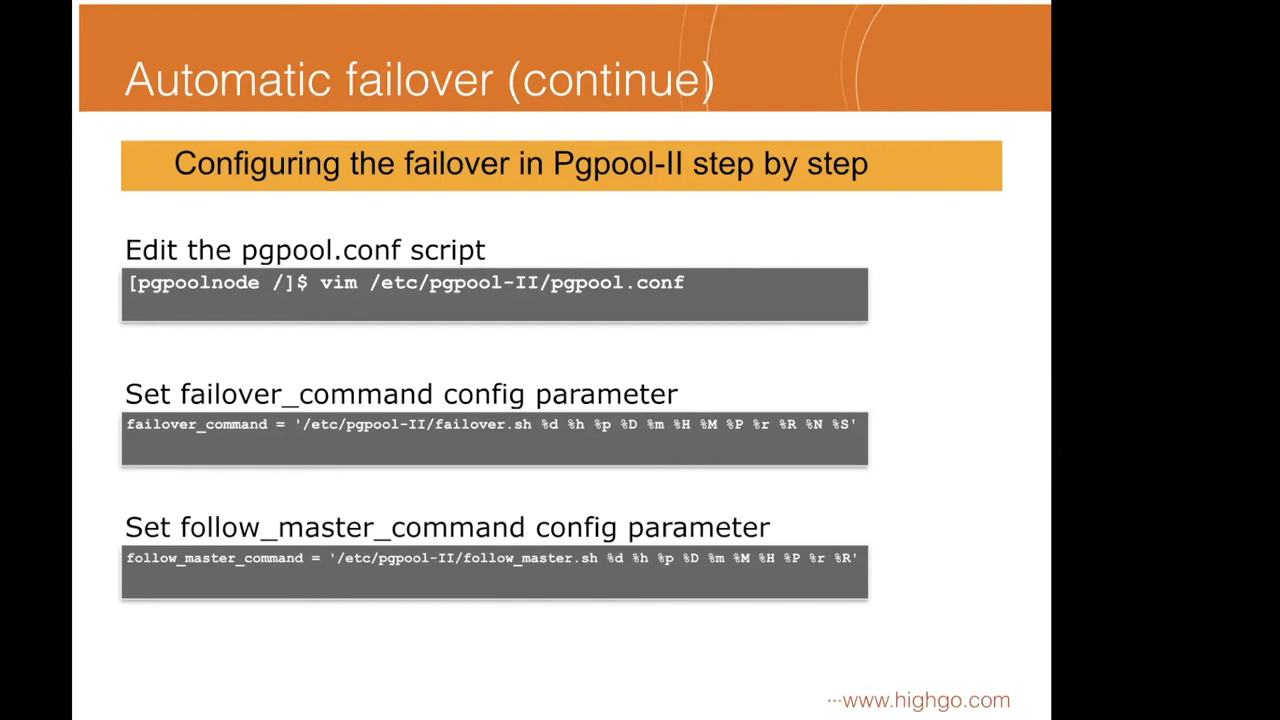 Automatic failover (continue)
Configuring the failover in Pgpool-II step by step
Edit the pgpool.conf script
[pgpoolnode /]$ vim /etc/pgpool-II/pgpool.conf
Set failover_command config parameter
failover_command = '/etc/pgpool-II/failover.sh %d %h %p %D %m %H %M %P %r %R %N %S'
Set follow_master_command config parameter
follow_master_command = '/etc/pgpool-II/follow_master.sh %d %h %p %D %m %M %H %P %r %R'
···www.highgo.com